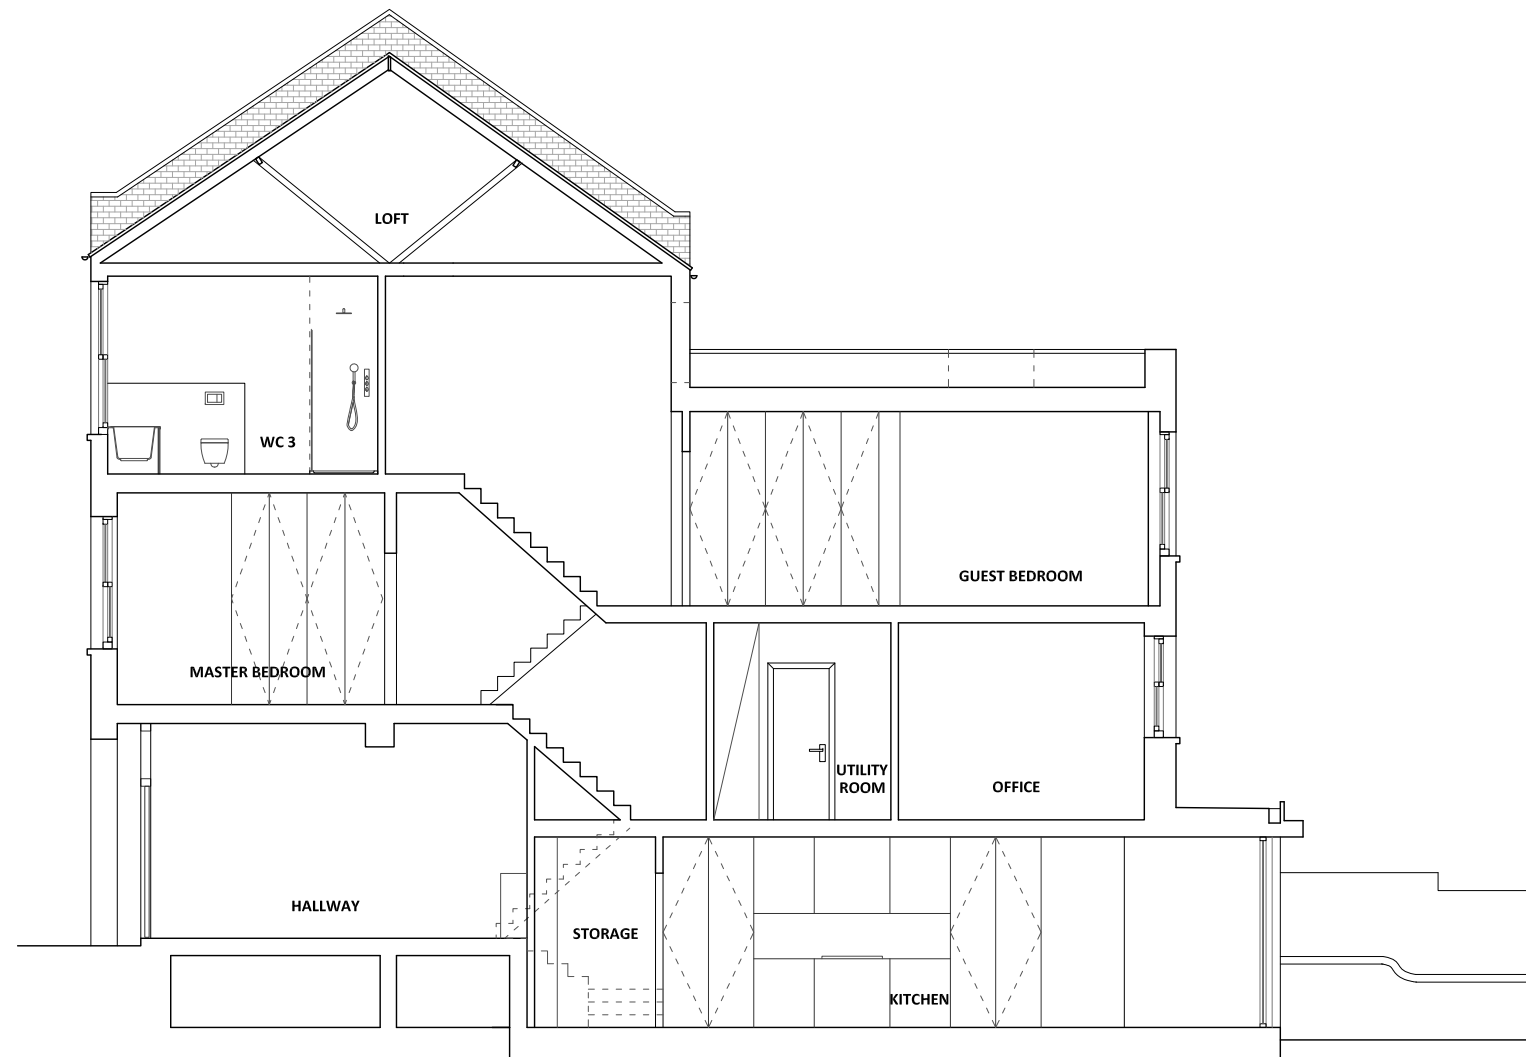 LOFT
WC 3
GUEST BEDROOM
MASTER BEDROOM
UTILITY
ROOM
OFFICE
HALLWAY
STORAGE
KITCHEN